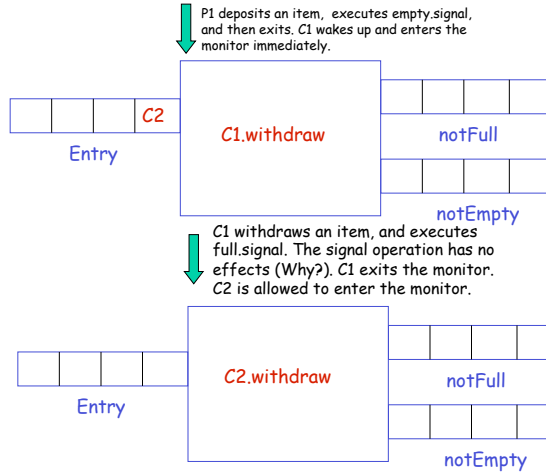 P1 deposits an item, executes empty.signal,
and then exits. C1 wakes up and enters the
monitor immediately.
C2
C1.withdraw
Entry
notFull
notEmpty
C1 withdraws an item, and executes
full.signal. The signal operation has no
effects (Why?). C1 exits the monitor.
C2 is allowed to enter the monitor.
C2.withdraw
Entry
notFull
notEmpty